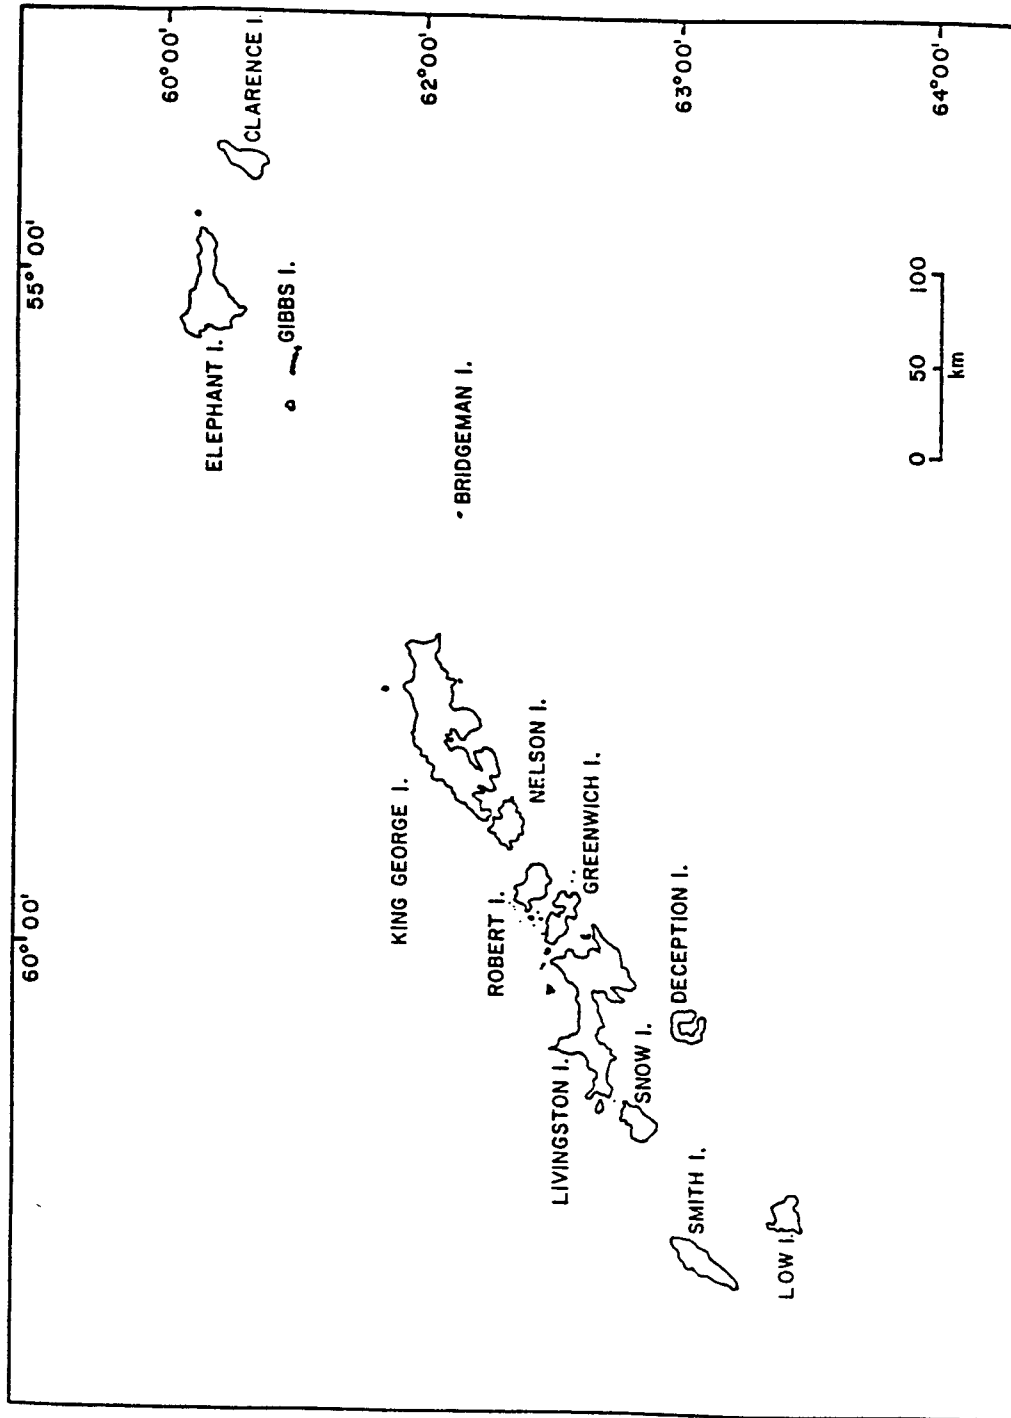 60°00'
55°00'
60°00'
62°00'
63°00'
64°00'
CLARENCE I.
ELEPHANT I.
GIBBS I.
BRIDGEMAN I.
KING GEORGE I.
NELSON I.
ROBERT I.
GREENWICH I.
LIVINGSTON I.
SNOW I.
DECEPTION I.
SMITH I.
LOW I.
0 50 100
km